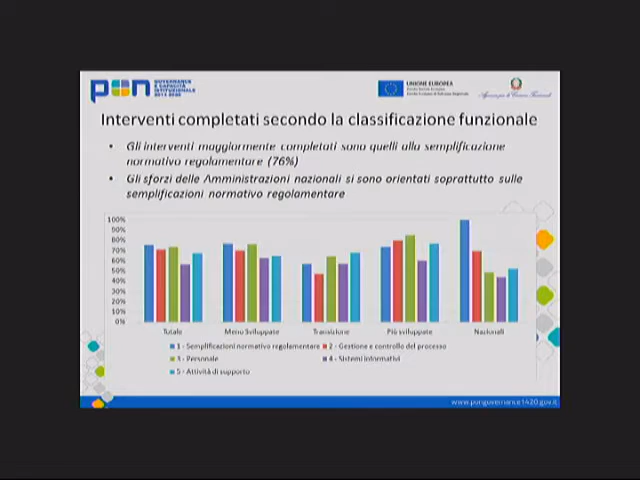 pon GOVERNANCE
E CAPACITÀ
ISTITUZIONALE
2014-2020
UNIONE EUROPEA
Interventi completati secondo la classificazione funzionale
• Gli interventi maggiormente completati sono quelli alla semplificazione
normativo regolamentare (76%)
• Gli sforzi delle Amministrazioni nazionali si sono orientati soprattutto sulle
semplificazioni normativo regolamentare
100%
90%
80%
70%
60%
50%
40%
30%
20%
10%
0%
Totale Meno Sviluppate Transizione Più sviluppate Nazionali
1 - Semplificazioni normativo regolamentare 2 - Gestione e controllo del processo
3 - Personale 4 - Sistemi informativi
5 - Attività di supporto
www.pongovernance1420.gov.it